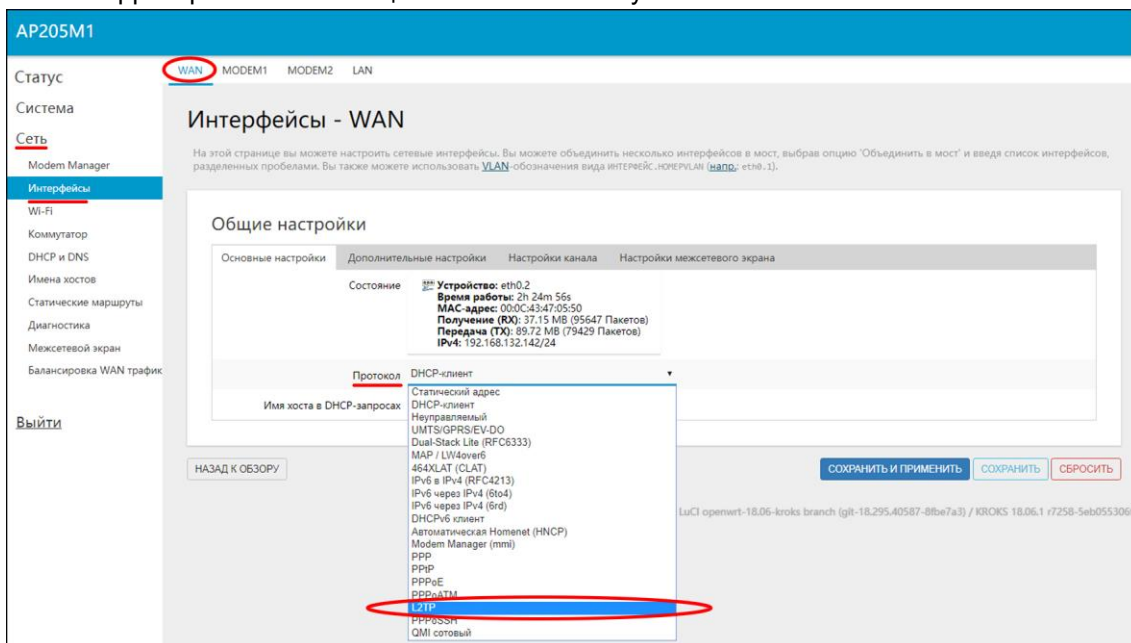 AP205M1
Статус
Система
Сеть
Modem Manager
Интерфейсы
Wi-Fi
Коммутатор
DHCP и DNS
Имена хостов
Статические маршруты
Диагностика
Межсетевой экран
Балансировка WAN трафик
Выйти
WAN MODEM1 MODEM2 LAN
Интерфейсы - WAN
На этой странице вы можете настроить сетевые интерфейсы. Вы можете объединить несколько интерфейсов в мост, выбрав опцию 'Объединить в мост' и введя список интерфейсов,
разделенных пробелами. Вы также можете использовать VLAN-обозначения вида ИНТЕРФЕЙС.НОМЕРVLAN (напр.: eth0.1).
Общие настройки
Основные настройки Дополнительные настройки Настройки канала Настройки межсетевого экрана
Состояние
Устройство: eth0.2
Время работы: 2h 24m 56s
MAC-адрес: 00:0C:43:47:05:50
Получение (RX): 37.15 MB (95647 Пакетов)
Передача (TX): 89.72 MB (79429 Пакетов)
IPv4: 192.168.132.142/24
Протокол DHCP-клиент
Имя хоста в DHCP-запросах
Статический адрес
DHCP-клиент
Неуправляемый
UMTS/GPRS/EV-DO
Dual-Stack Lite (RFC6333)
MAP / LW4over6
464XLAT (CLAT)
IPv6 в IPv4 (RFC4213)
IPv6 через IPv4 (6to4)
IPv6 через IPv4 (6rd)
DHCPv6 клиент
Автоматическая Homenet (HNCP)
Modem Manager (mmi)
PPP
PPtP
PPPoE
PPPoATM
L2TP
PPPoSSH
QMI сотовый
НАЗАД К ОБЗОРУ СОХРАНИТЬ И ПРИМЕНИТЬ СОХРАНИТЬ СБРОСИТЬ
LuCI openwrt-18.06-kroks branch (git-18.295.40587-8fbe7a3) / KROKS 18.06.1 r7258-5eb055306